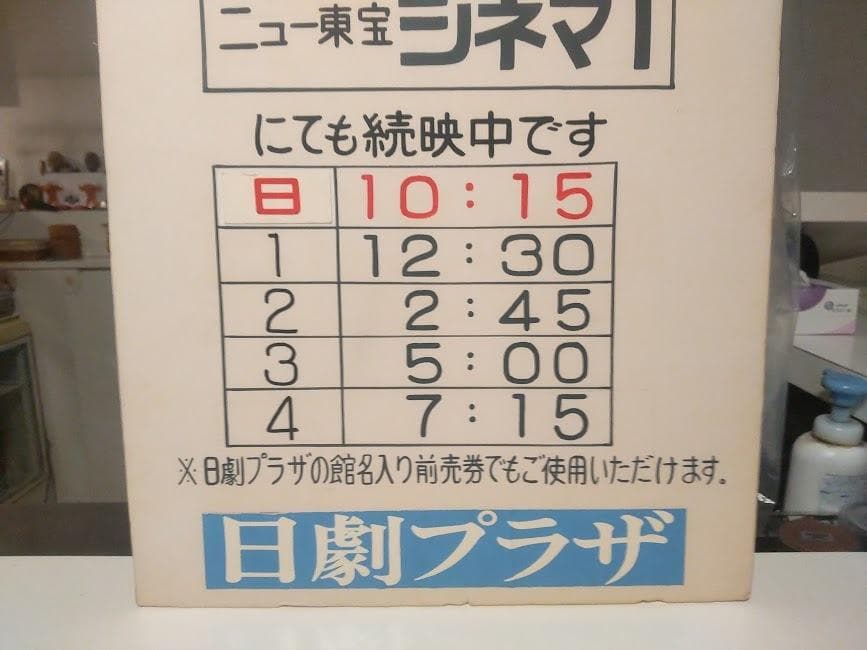 ニュー東宝 シネマ1
にても続映中です
日 10:15
1 12:30
2 2:45
3 5:00
4 7:15
※日劇プラザの館名入り前売券でもご使用いただけます。
日劇プラザ